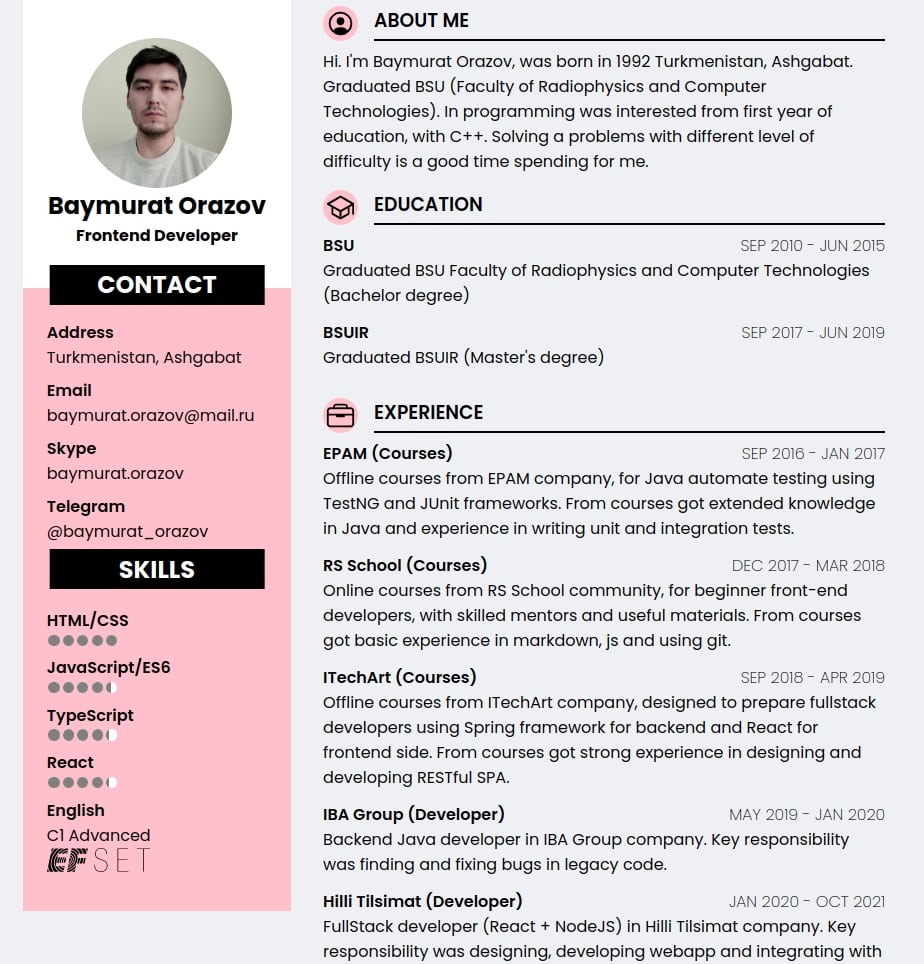 Baymurat Orazov
Frontend Developer
CONTACT
Address
Turkmenistan, Ashgabat
Email
baymurat.orazov@mail.ru
Skype
baymurat.orazov
Telegram
@baymurat_orazov
SKILLS
HTML/CSS
JavaScript/ES6
TypeScript
React
English
C1 Advanced
EF SET
ABOUT ME
Hi. I'm Baymurat Orazov, was born in 1992 Turkmenistan, Ashgabat.
Graduated BSU (Faculty of Radiophysics and Computer
Technologies). In programming was interested from first year of
education, with C++. Solving a problems with different level of
difficulty is a good time spending for me.
EDUCATION
BSU SEP 2010 - JUN 2015
Graduated BSU Faculty of Radiophysics and Computer Technologies
(Bachelor degree)
BSUIR SEP 2017 - JUN 2019
Graduated BSUIR (Master's degree)
EXPERIENCE
EPAM (Courses) SEP 2016 - JAN 2017
Offline courses from EPAM company, for Java automate testing using
TestNG and JUnit frameworks. From courses got extended knowledge
in Java and experience in writing unit and integration tests.
RS School (Courses) DEC 2017 - MAR 2018
Online courses from RS School community, for beginner front-end
developers, with skilled mentors and useful materials. From courses
got basic experience in markdown, js and using git.
ITechArt (Courses) SEP 2018 - APR 2019
Offline courses from ITechArt company, designed to prepare fullstack
developers using Spring framework for backend and React for
frontend side. From courses got strong experience in designing and
developing RESTful SPA.
IBA Group (Developer) MAY 2019 - JAN 2020
Backend Java developer in IBA Group company. Key responsibility
was finding and fixing bugs in legacy code.
Hilli Tilsimat (Developer) JAN 2020 - OCT 2021
FullStack developer (React + NodeJS) in Hilli Tilsimat company. Key
responsibility was designing, developing webapp and integrating with